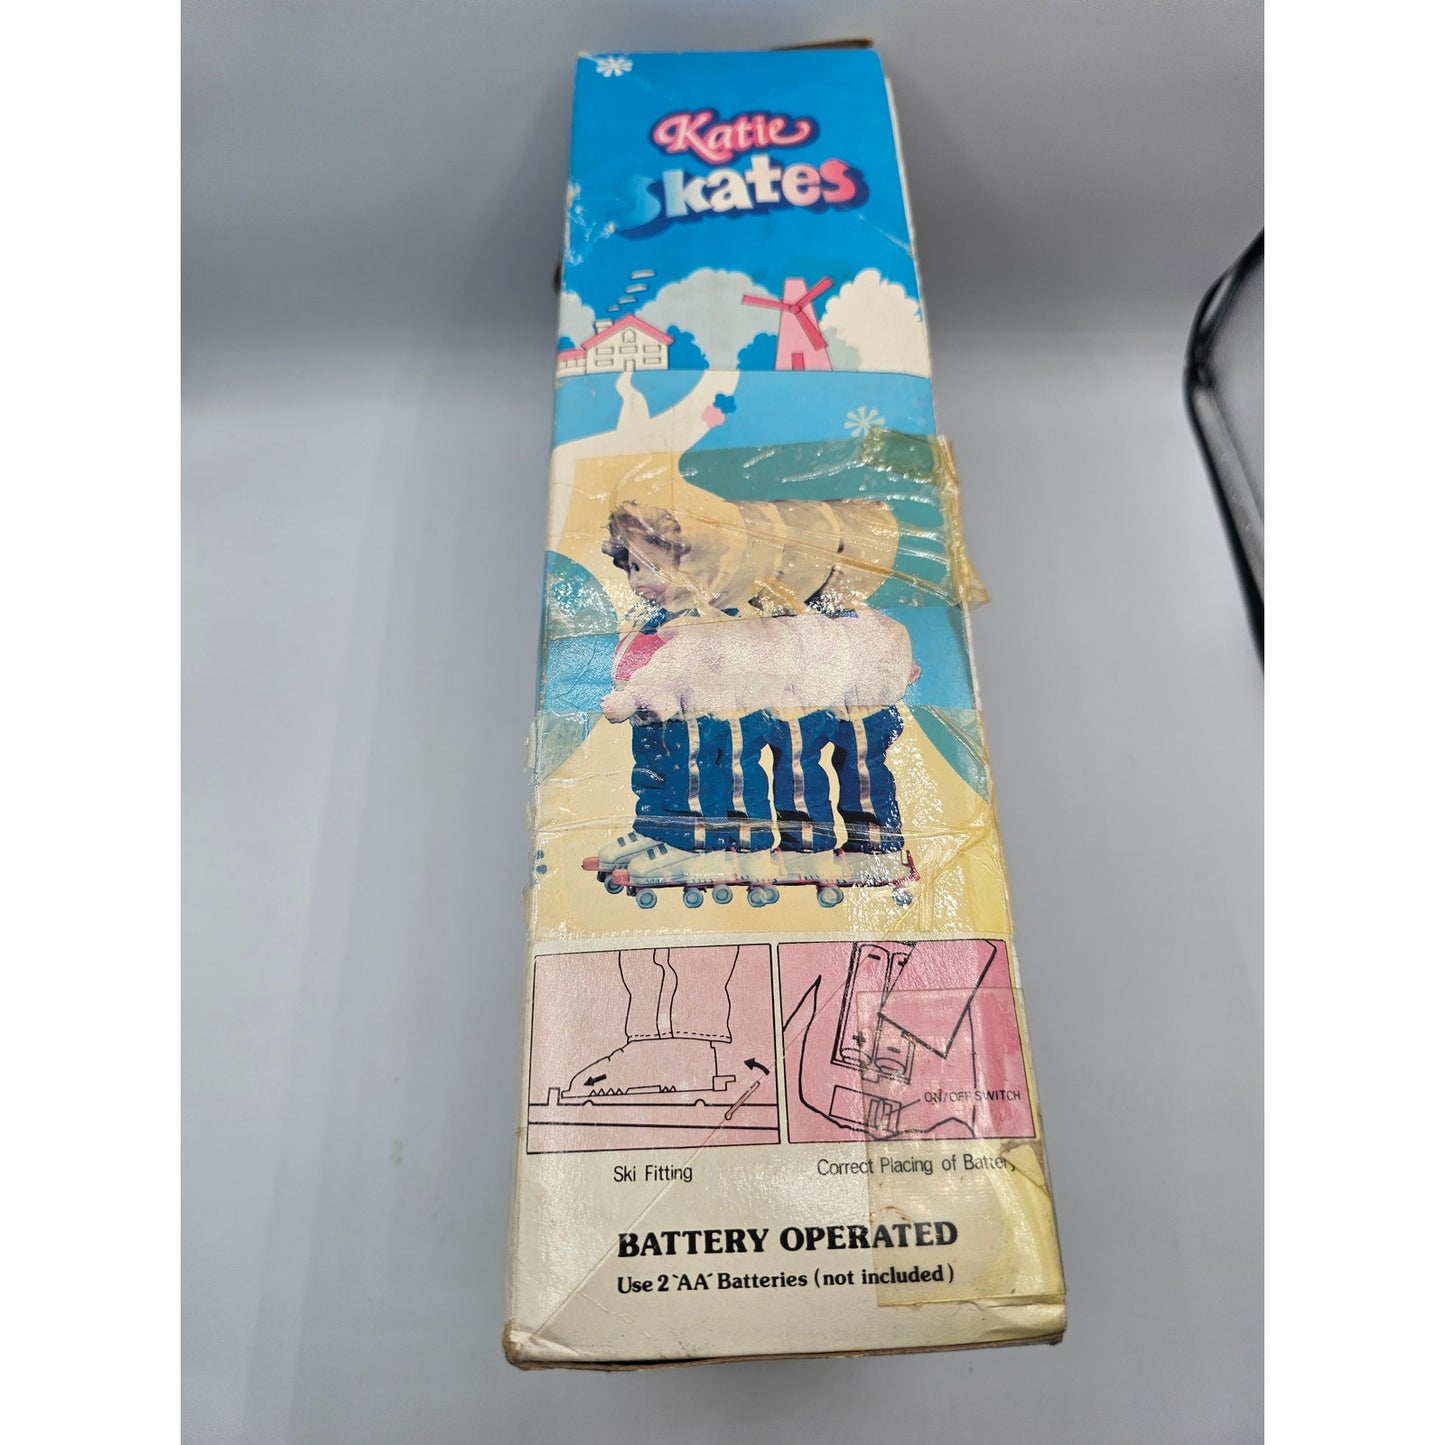 Katie
Skates
ON/OFF SWITCH
Ski Fitting
Correct Placing of Battery
BATTERY OPERATED
Use 2 `AA´ Batteries (not included)